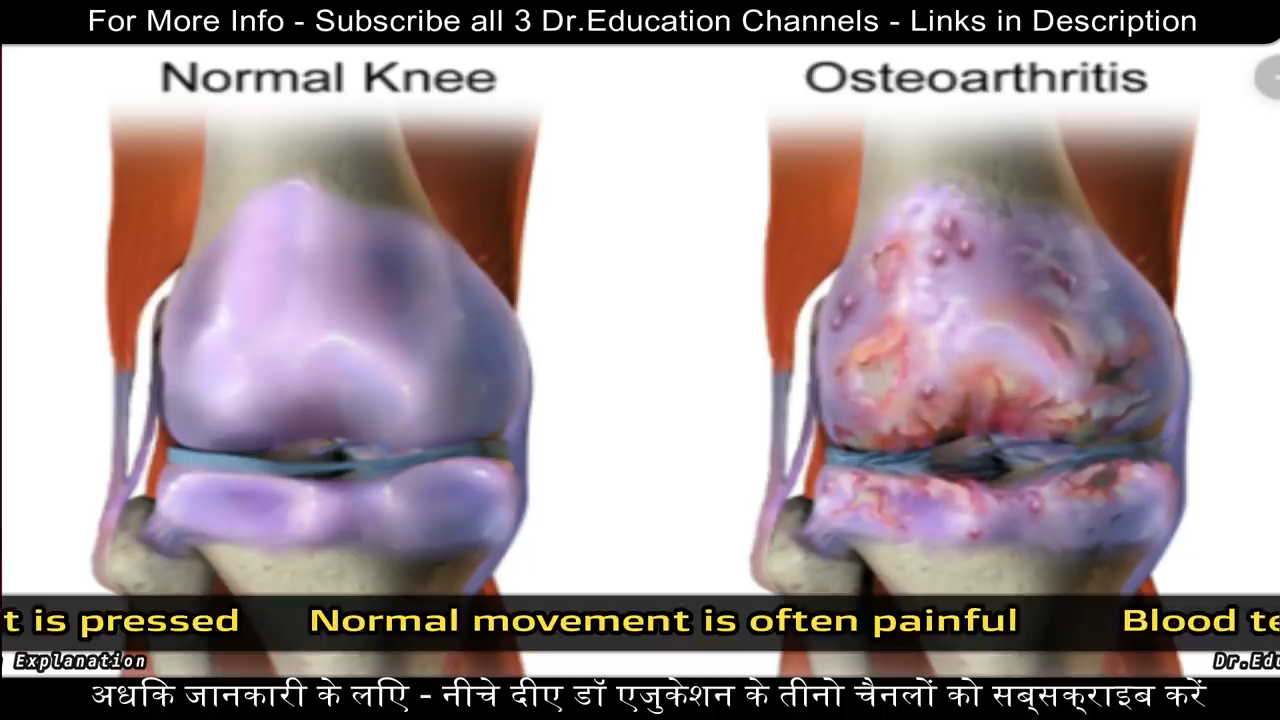 For More Info - Subscribe all 3 Dr.Education Channels - Links in Description
Normal Knee
Osteoarthritis
t is pressed Normal movement is often painful Blood te
Explanation
Dr.Edu
अधकिि जानकारी के लएिि - नीचे दीए डॉ एजुकेशन के तीनो चैनलों को सब्सक्राइब करें